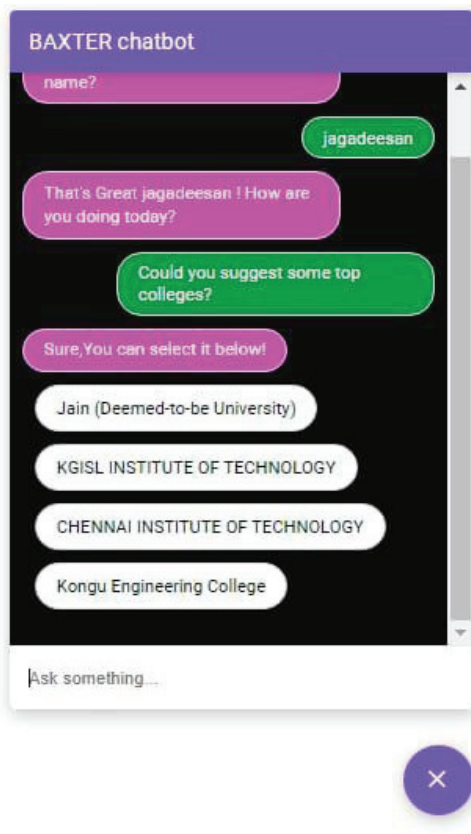 BAXTER chatbot
name?
jagadeesan
That's Great jagadeesan ! How are
you doing today?
Could you suggest some top
colleges?
Sure,You can select it below!
Jain (Deemed-to-be University)
KGISL INSTITUTE OF TECHNOLOGY
CHENNAI INSTITUTE OF TECHNOLOGY
Kongu Engineering College
Ask something...